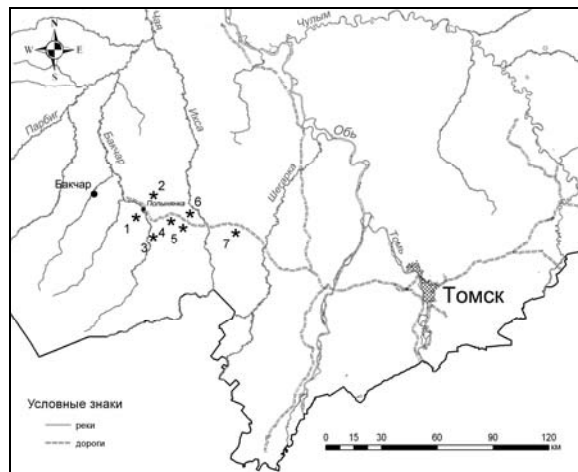 N
W E
S
Чая
Чулым
Парбиг
Бакчар
Икса
Обь
Шегарка
Бакчар
Полынянка
2
6
1
4
5
7
3
Томь
Томск
Условные знаки
реки
дороги
0 15 30 60 90 120
км